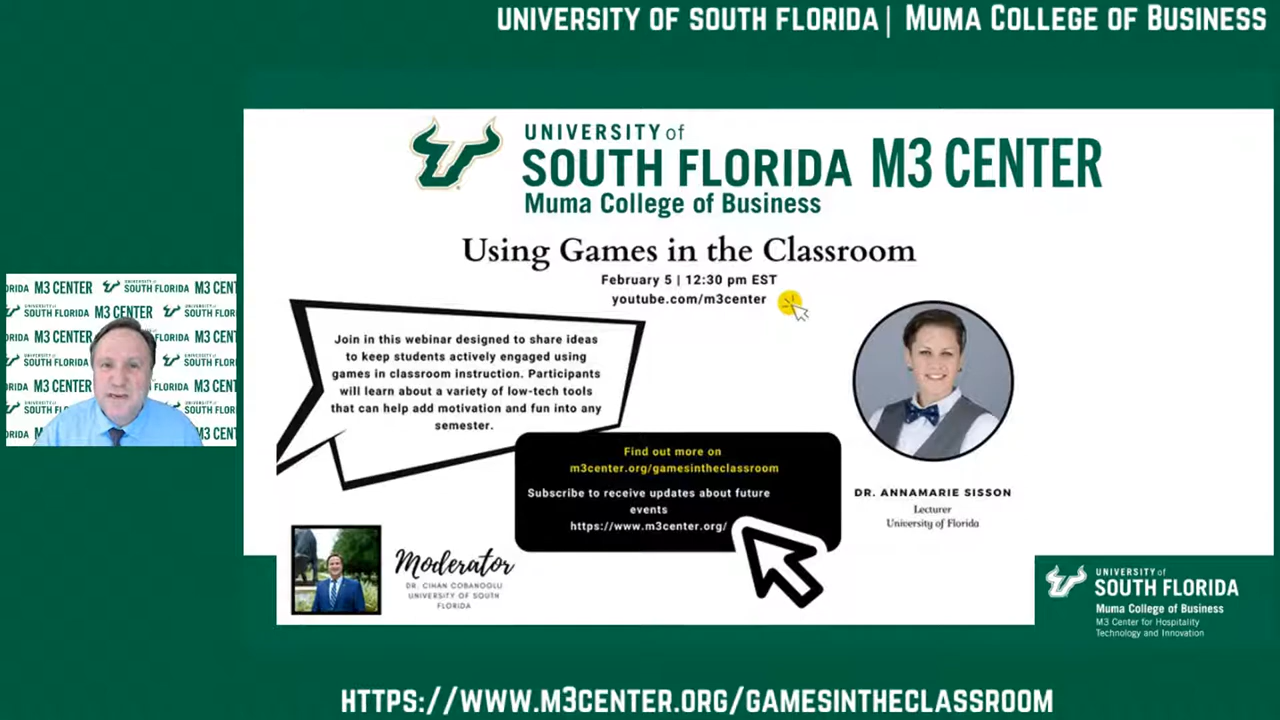 UNIVERSITY OF SOUTH FLORIDA| MUMA COLLEGE OF BUSINESS
UNIVERSITY of
SOUTH FLORIDA M3 CENTER
Muma College of Business
Using Games in the Classroom
February 5 | 12:30 pm EST
youtube.com/m3center
Join in this webinar designed to share ideas
to keep students actively engaged using
games in classroom instruction. Participants
will learn about a variety of low-tech tools
that can help add motivation and fun into any
semester.
Find out more on
m3center.org/gamesintheclassroom
Subscribe to receive updates about future
events
https://www.m3center.org/
DR. ANNAMARIE SISSON
Lecturer
University of Florida
Moderator
DR. CIHAN COBANOGLU
UNIVERSITY OF SOUTH
FLORIDA
UNIVERSITY of
SOUTH FLORIDA
Muma College of Business
M3 Center for Hospitality
Technology and Innovation
HTTPS://WWW.M3CENTER.ORG/GAMESINTHECLASSROOM